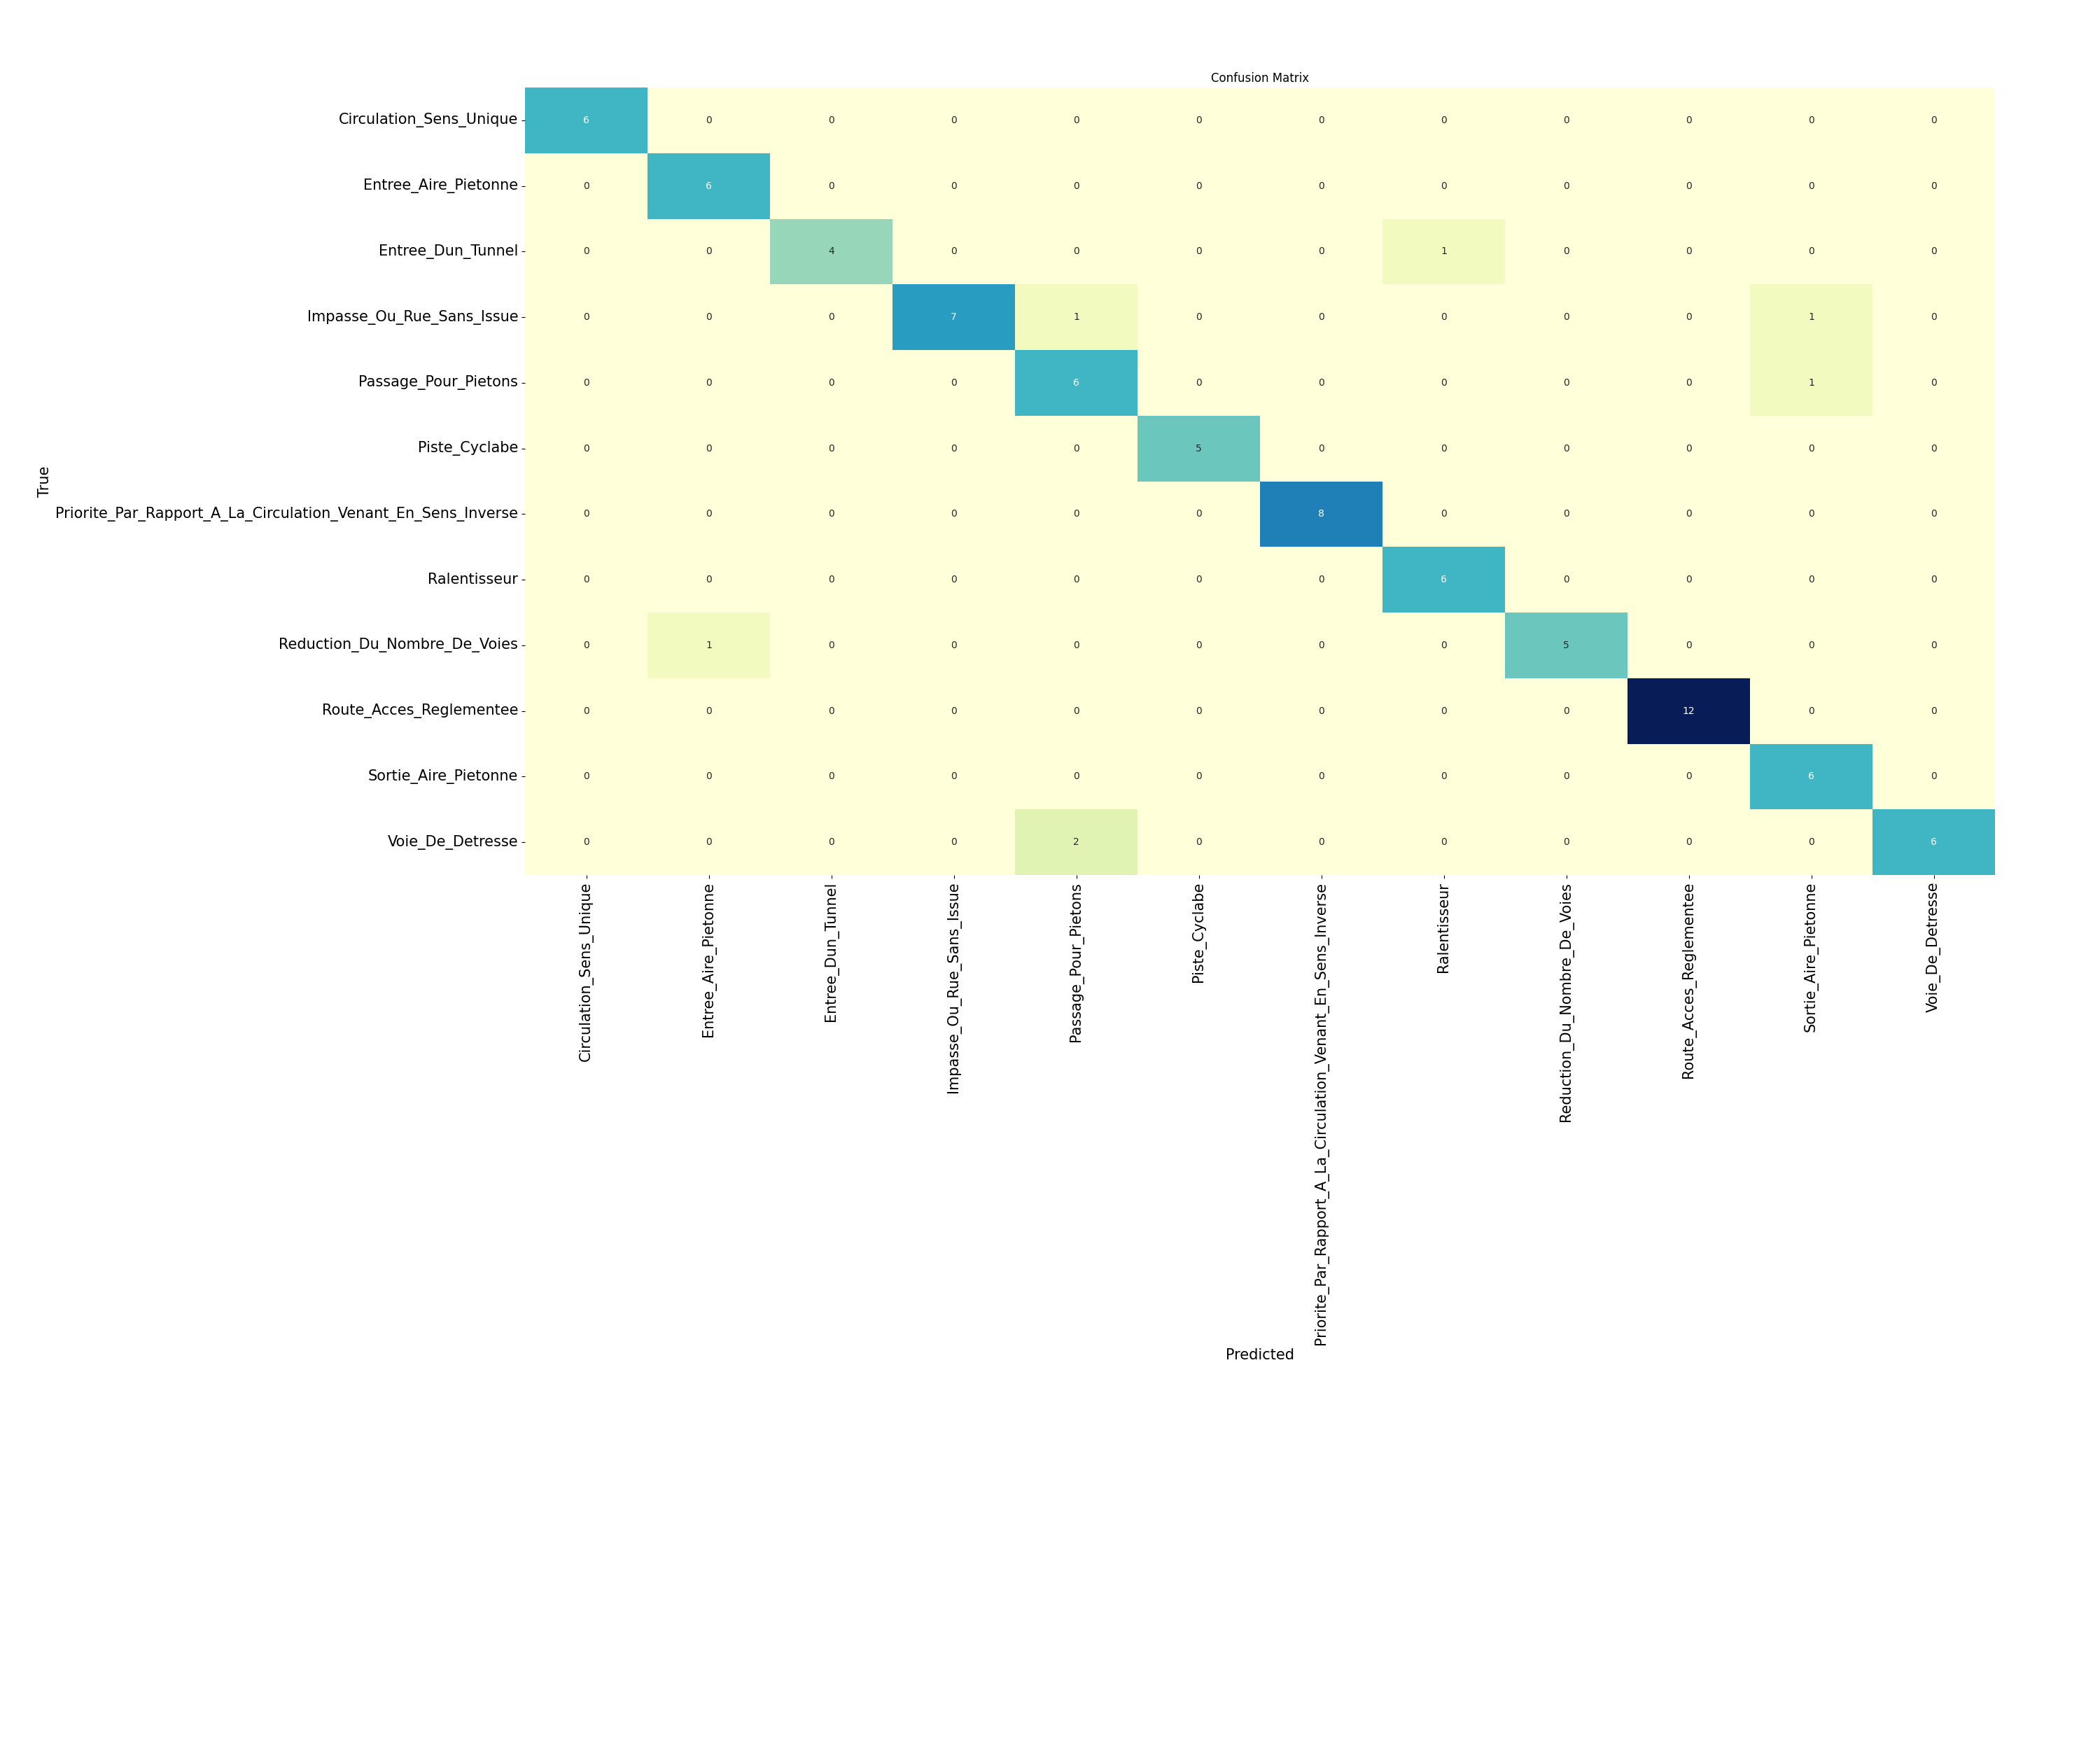 Confusion Matrix
True
Circulation_Sens_Unique 6 0 0 0 0 0 0 0 0 0 0 0
Entree_Aire_Pietonne 0 6 0 0 0 0 0 0 0 0 0 0
Entree_Dun_Tunnel 0 0 4 0 0 0 0 1 0 0 0 0
Impasse_Ou_Rue_Sans_Issue 0 0 0 7 1 0 0 0 0 0 1 0
Passage_Pour_Pietons 0 0 0 0 6 0 0 0 0 0 1 0
Piste_Cyclabe 0 0 0 0 0 5 0 0 0 0 0 0
Priorite_Par_Rapport_A_La_Circulation_Venant_En_Sens_Inverse 0 0 0 0 0 0 8 0 0 0 0 0
Ralentisseur 0 0 0 0 0 0 0 6 0 0 0 0
Reduction_Du_Nombre_De_Voies 0 1 0 0 0 0 0 0 5 0 0 0
Route_Acces_Reglementee 0 0 0 0 0 0 0 0 0 12 0 0
Sortie_Aire_Pietonne 0 0 0 0 0 0 0 0 0 0 6 0
Voie_De_Detresse 0 0 0 0 2 0 0 0 0 0 0 6
Circulation_Sens_Unique
Entree_Aire_Pietonne
Entree_Dun_Tunnel
Impasse_Ou_Rue_Sans_Issue
Passage_Pour_Pietons
Piste_Cyclabe
Priorite_Par_Rapport_A_La_Circulation_Venant_En_Sens_Inverse
Ralentisseur
Reduction_Du_Nombre_De_Voies
Route_Acces_Reglementee
Sortie_Aire_Pietonne
Voie_De_Detresse
Predicted